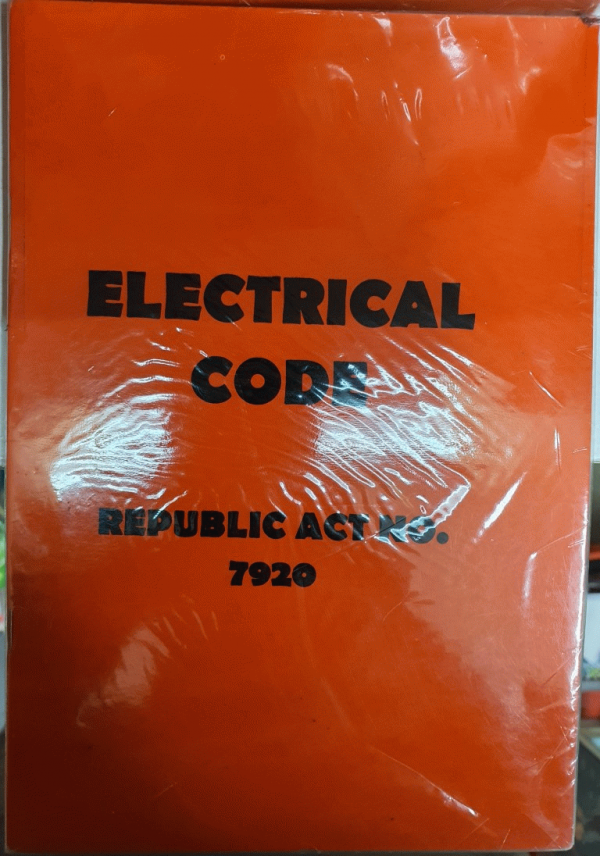 ELECTRICAL
CODE
REPUBLIC ACT NO.
7920